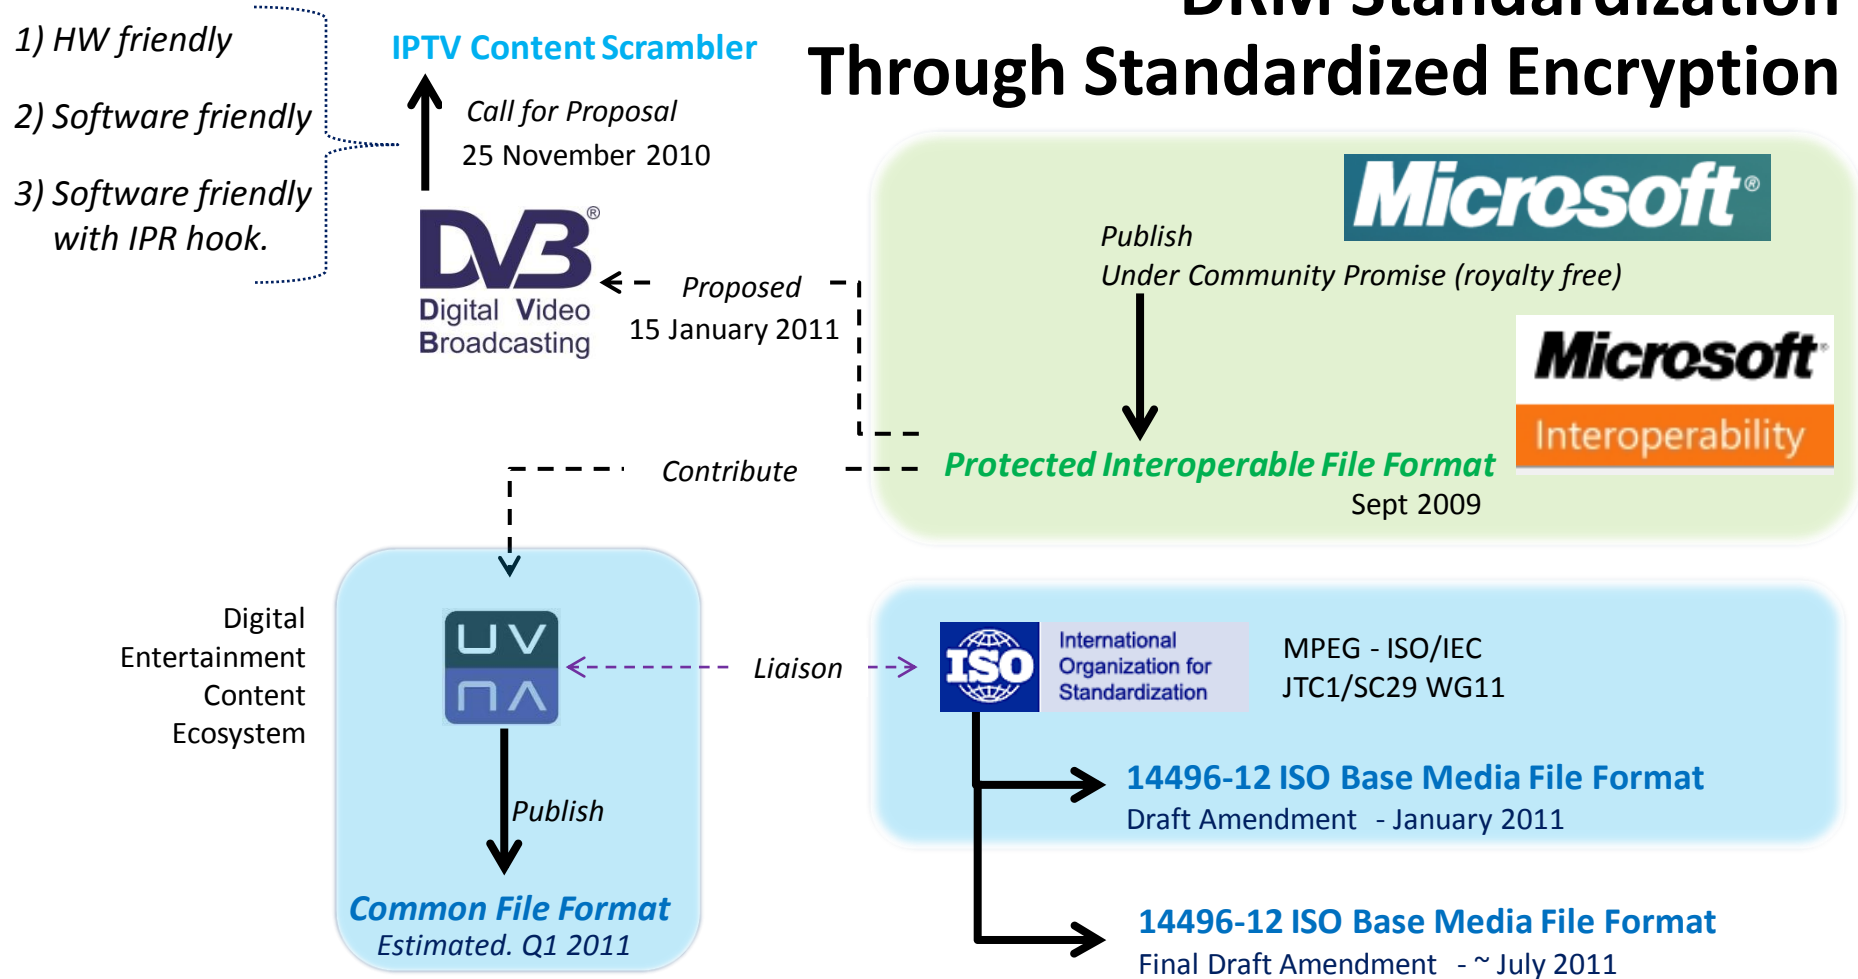 DRM Standardization
Through Standardized Encryption
1) HW friendly
2) Software friendly
3) Software friendly
with IPR hook.
IPTV Content Scrambler
Call for Proposal
25 November 2010
DVB®
Digital Video
Broadcasting
Proposed
15 January 2011
Microsoft®
Publish
Under Community Promise (royalty free)
Microsoft®
Interoperability
Protected Interoperable File Format
Sept 2009
Contribute
Digital
Entertainment
Content
Ecosystem
UV
Liaison
ISO
International
Organization for
Standardization
MPEG - ISO/IEC
JTC1/SC29 WG11
14496-12 ISO Base Media File Format
Draft Amendment - January 2011
Publish
Common File Format
Estimated. Q1 2011
14496-12 ISO Base Media File Format
Final Draft Amendment - ~ July 2011